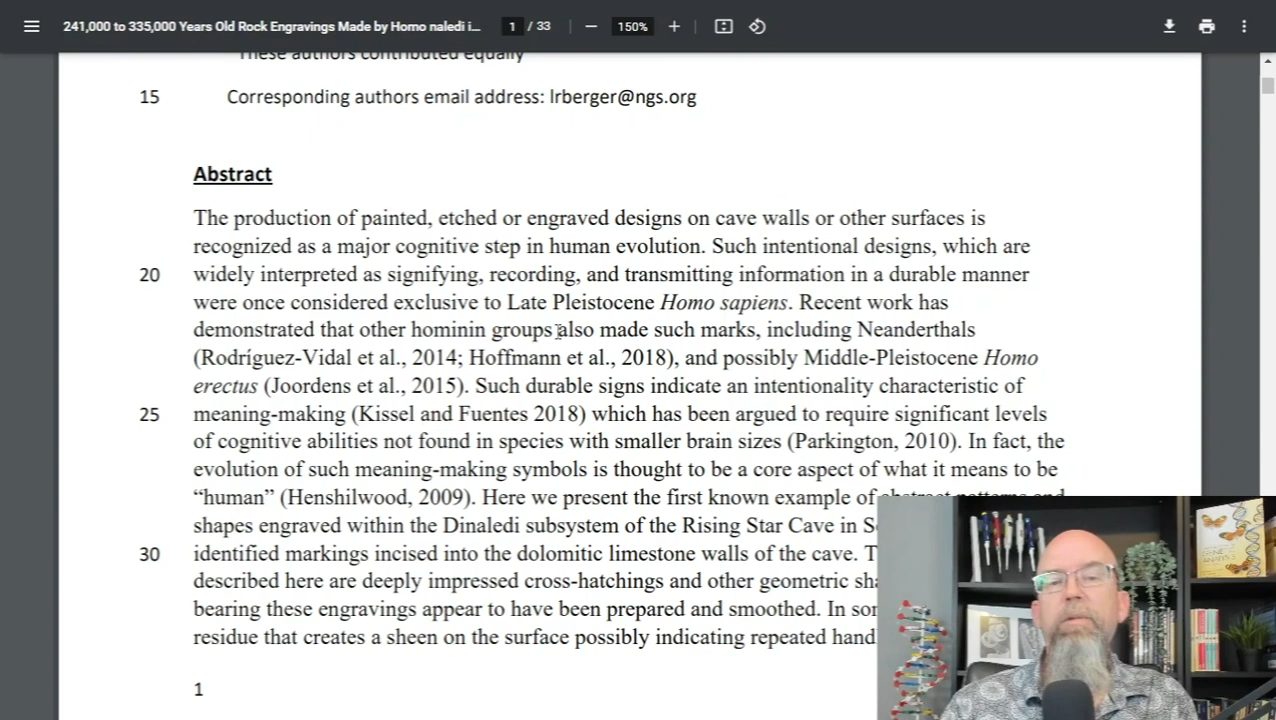 241,000 to 335,000 Years Old Rock Engravings Made by Homo naledi i... 1 / 33 150%
These authors contributed equally
15 Corresponding authors email address: lrberger@ngs.org
Abstract
The production of painted, etched or engraved designs on cave walls or other surfaces is
recognized as a major cognitive step in human evolution. Such intentional designs, which are
20 widely interpreted as signifying, recording, and transmitting information in a durable manner
were once considered exclusive to Late Pleistocene Homo sapiens. Recent work has
demonstrated that other hominin groups also made such marks, including Neanderthals
(Rodríguez-Vidal et al., 2014; Hoffmann et al., 2018), and possibly Middle-Pleistocene Homo
erectus (Joordens et al., 2015). Such durable signs indicate an intentionality characteristic of
25 meaning-making (Kissel and Fuentes 2018) which has been argued to require significant levels
of cognitive abilities not found in species with smaller brain sizes (Parkington, 2010). In fact, the
evolution of such meaning-making symbols is thought to be a core aspect of what it means to be
“human” (Henshilwood, 2009). Here we present the first known example of abstract patterns and
shapes engraved within the Dinaledi subsystem of the Rising Star Cave in S
30 identified markings incised into the dolomitic limestone walls of the cave. T
described here are deeply impressed cross-hatchings and other geometric sha
bearing these engravings appear to have been prepared and smoothed. In som
residue that creates a sheen on the surface possibly indicating repeated hand
1